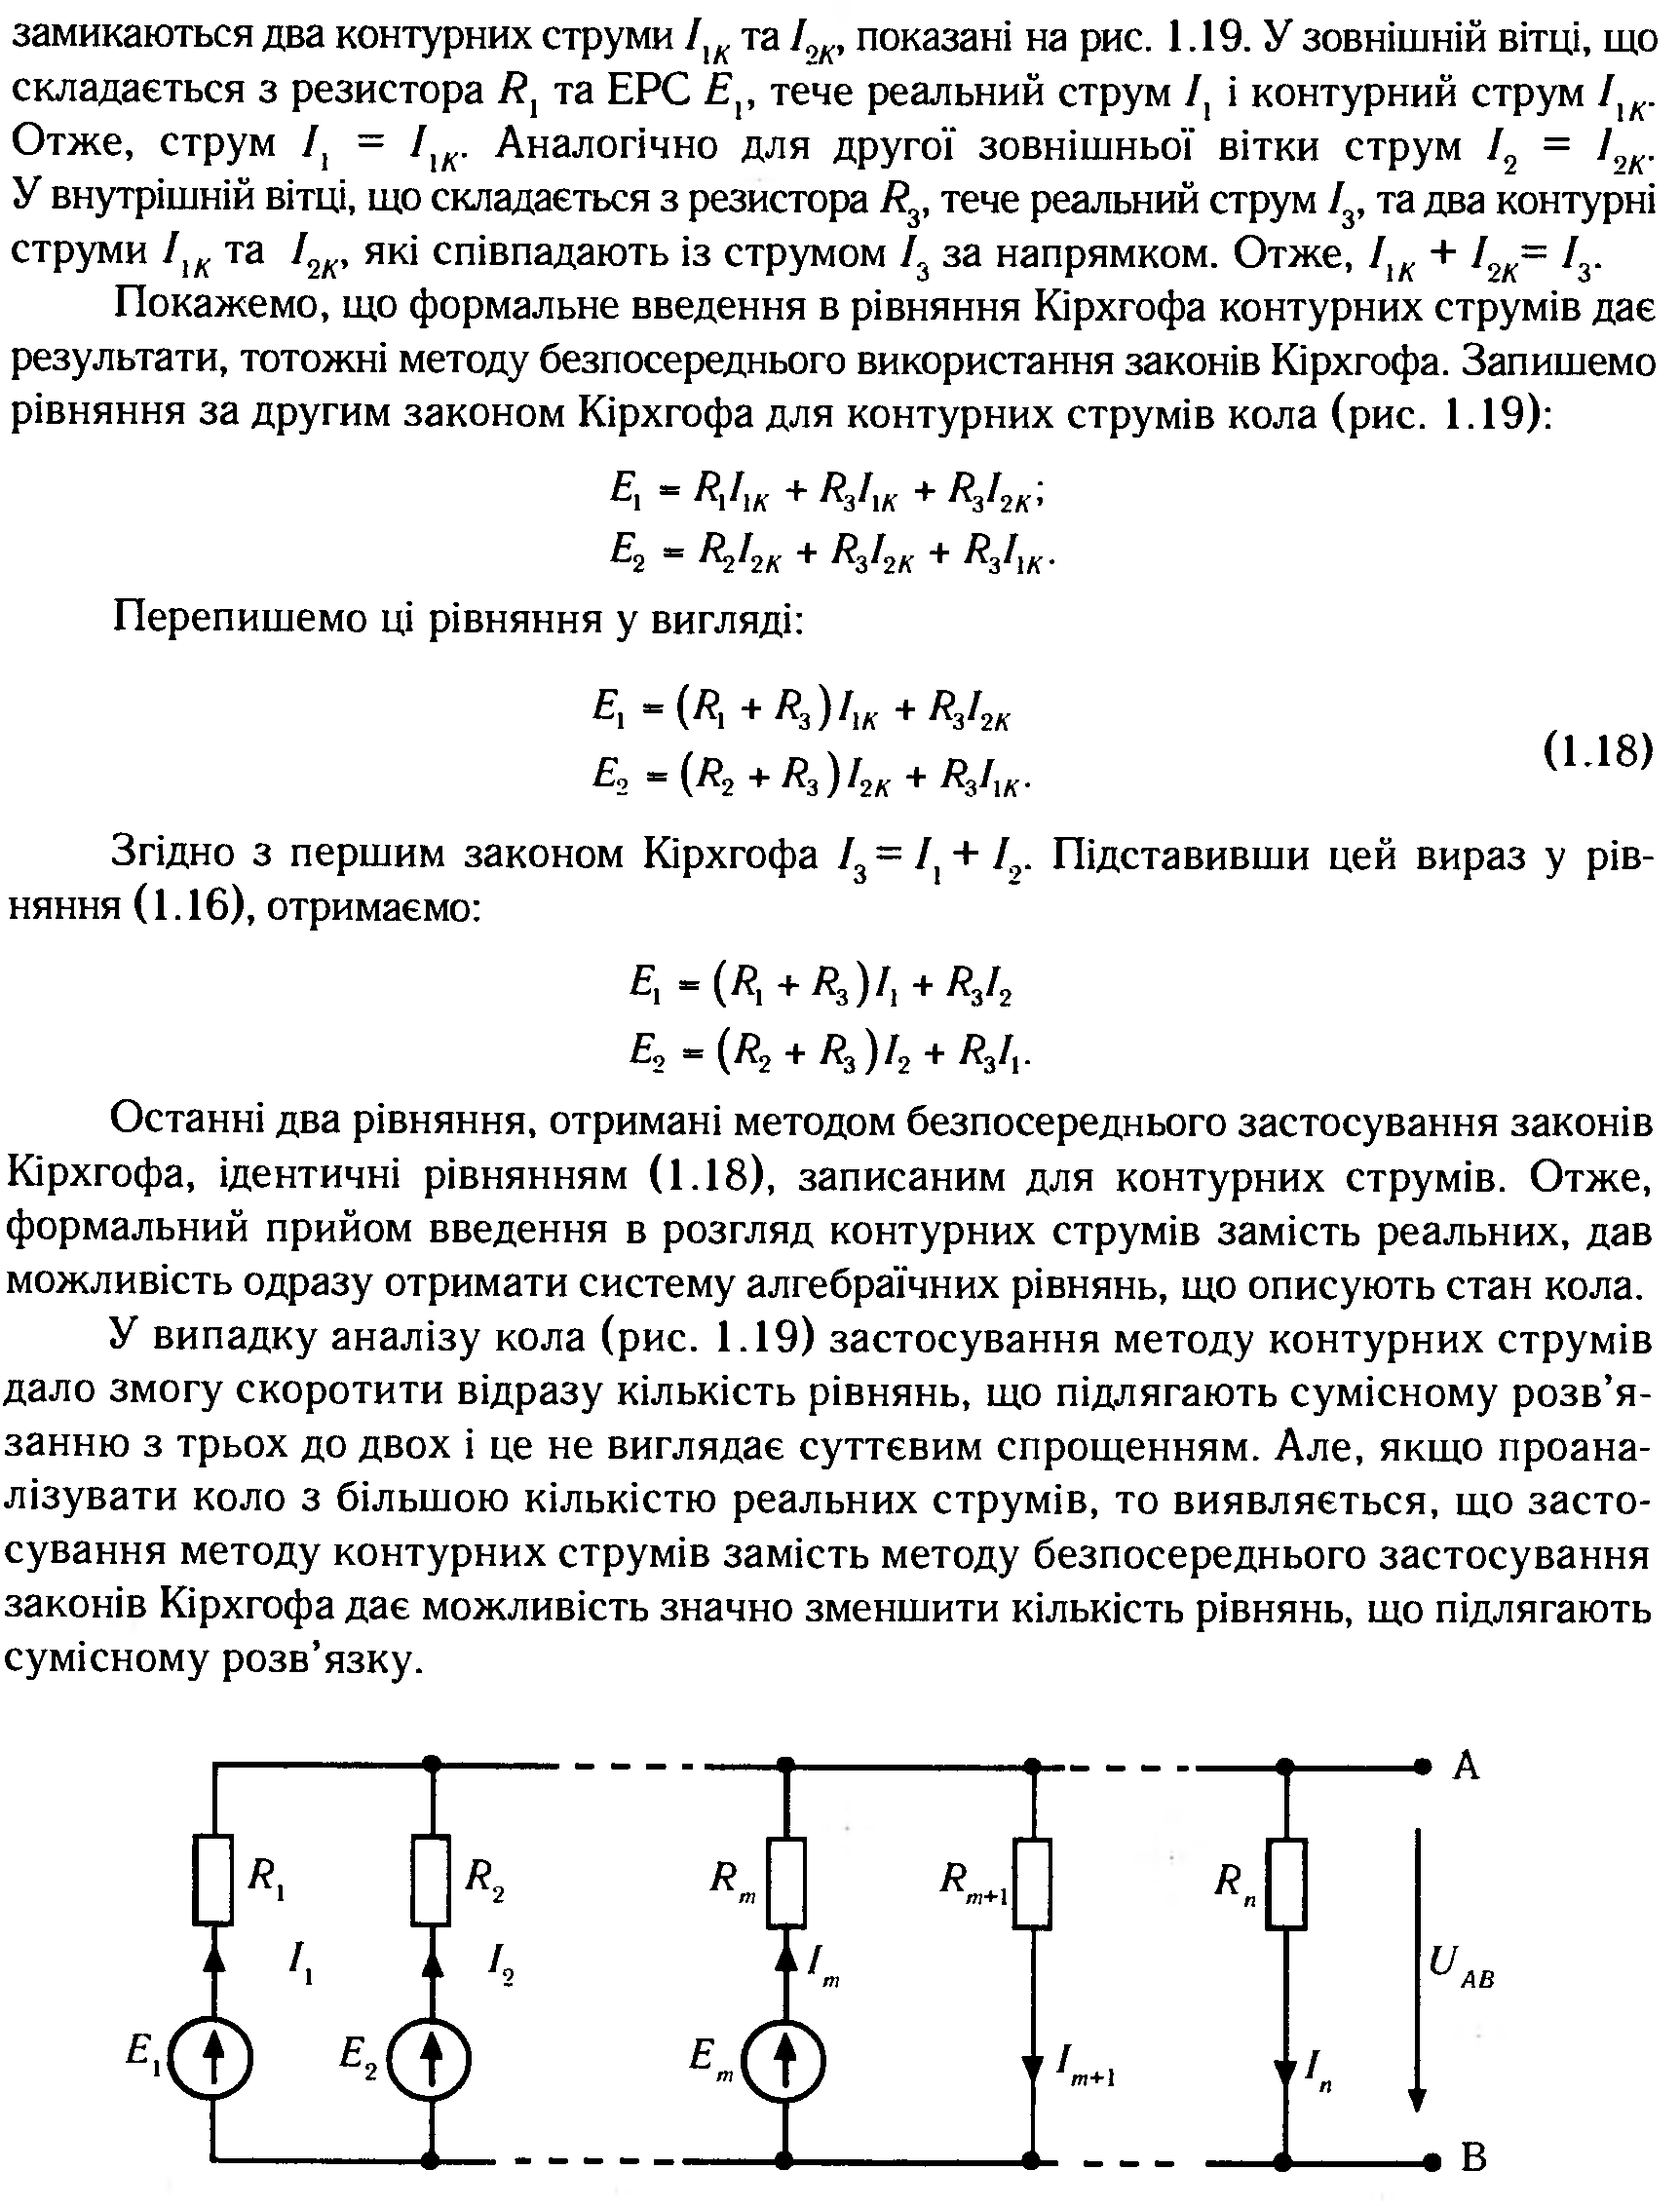 замикаються два контурних струми I₁K та I₂K, показані на рис. 1.19. У зовнішній вітці, що
складається з резистора R₁ та ЕРС E₁, тече реальний струм I₁ і контурний струм I₁K.
Отже, струм I₁ = I₁K. Аналогічно для другої зовнішньої вітки струм I₂ = I₂K.
У внутрішній вітці, що складається з резистора R₃, тече реальний струм I₃, та два контурні
струми I₁K та I₂K, які співпадають із струмом I₃ за напрямком. Отже, I₁K + I₂K = I₃.
Покажемо, що формальне введення в рівняння Кірхгофа контурних струмів дає
результати, тотожні методу безпосереднього використання законів Кірхгофа. Запишемо
рівняння за другим законом Кірхгофа для контурних струмів кола (рис. 1.19):
E₁ = R₁I₁K + R₃I₁K + R₃I₂K;
E₂ = R₂I₂K + R₃I₂K + R₃I₁K.
Перепишемо ці рівняння у вигляді:
E₁ = (R₁ + R₃)I₁K + R₃I₂K
E₂ = (R₂ + R₃)I₂K + R₃I₁K.
(1.18)
Згідно з першим законом Кірхгофа I₃ = I₁ + I₂. Підставивши цей вираз у рів-
няння (1.16), отримаємо:
E₁ = (R₁ + R₃)I₁ + R₃I₂
E₂ = (R₂ + R₃)I₂ + R₃I₁.
Останні два рівняння, отримані методом безпосереднього застосування законів
Кірхгофа, ідентичні рівнянням (1.18), записаним для контурних струмів. Отже,
формальний прийом введення в розгляд контурних струмів замість реальних, дав
можливість одразу отримати систему алгебраїчних рівнянь, що описують стан кола.
У випадку аналізу кола (рис. 1.19) застосування методу контурних струмів
дало змогу скоротити відразу кількість рівнянь, що підлягають сумісному розв’я-
занню з трьох до двох і це не виглядає суттєвим спрощенням. Але, якщо проана-
лізувати коло з більшою кількістю реальних струмів, то виявляється, що засто-
сування методу контурних струмів замість методу безпосереднього застосування
законів Кірхгофа дає можливість значно зменшити кількість рівнянь, що підлягають
сумісному розв’язку.
A
R₁ R₂ Rm Rm+1 Rn
I₁ I₂ Im UAB
E₁ E₂ Em Im+1 In
B